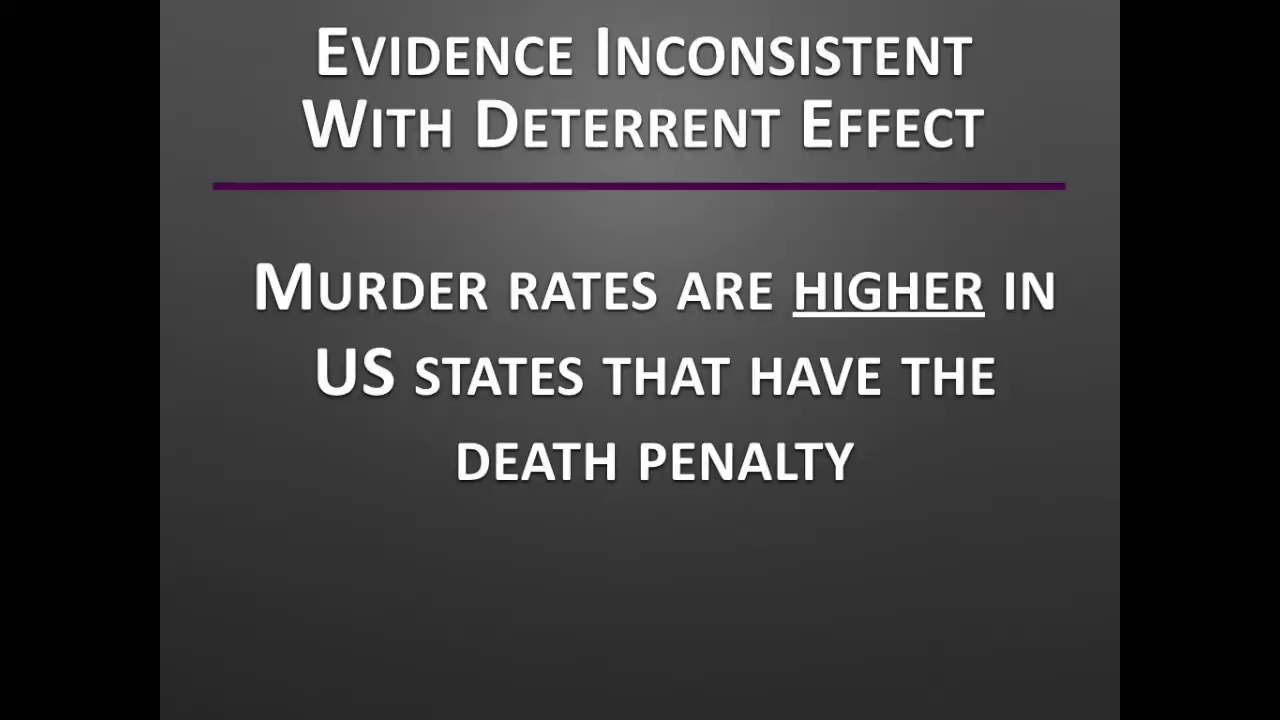 Evidence Inconsistent
With Deterrent Effect
Murder rates are higher in
US states that have the
death penalty